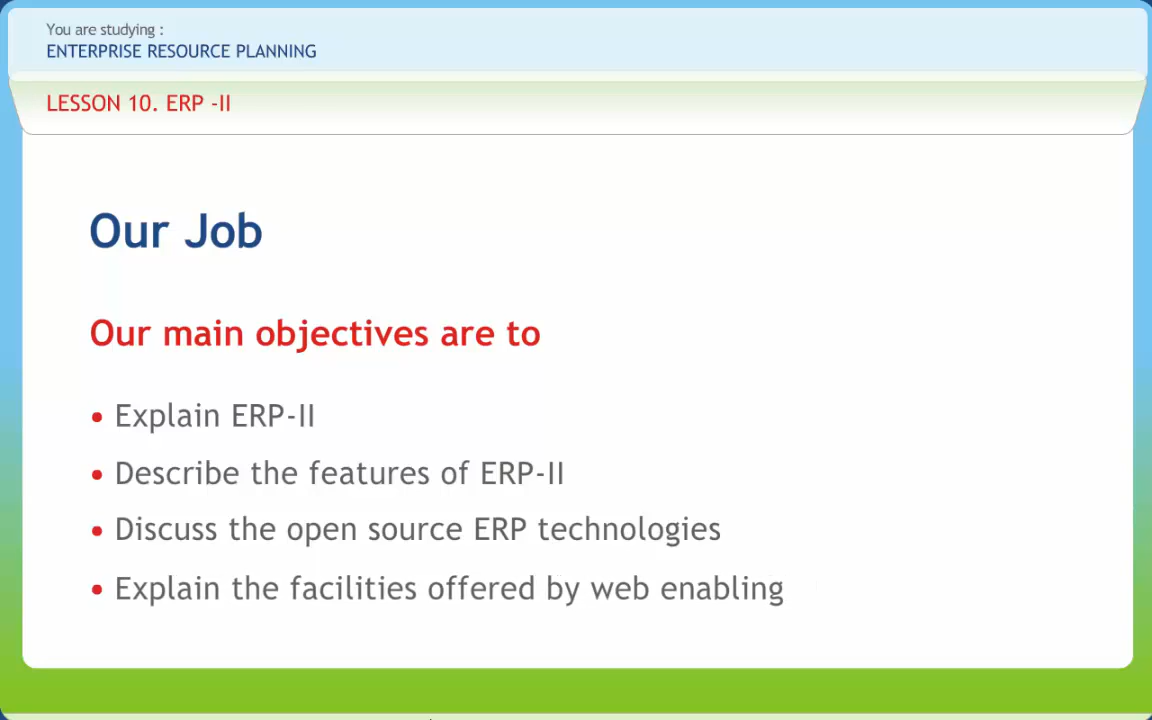 You are studying :
ENTERPRISE RESOURCE PLANNING
LESSON 10. ERP -II
Our Job
Our main objectives are to
• Explain ERP-II
• Describe the features of ERP-II
• Discuss the open source ERP technologies
• Explain the facilities offered by web enabling